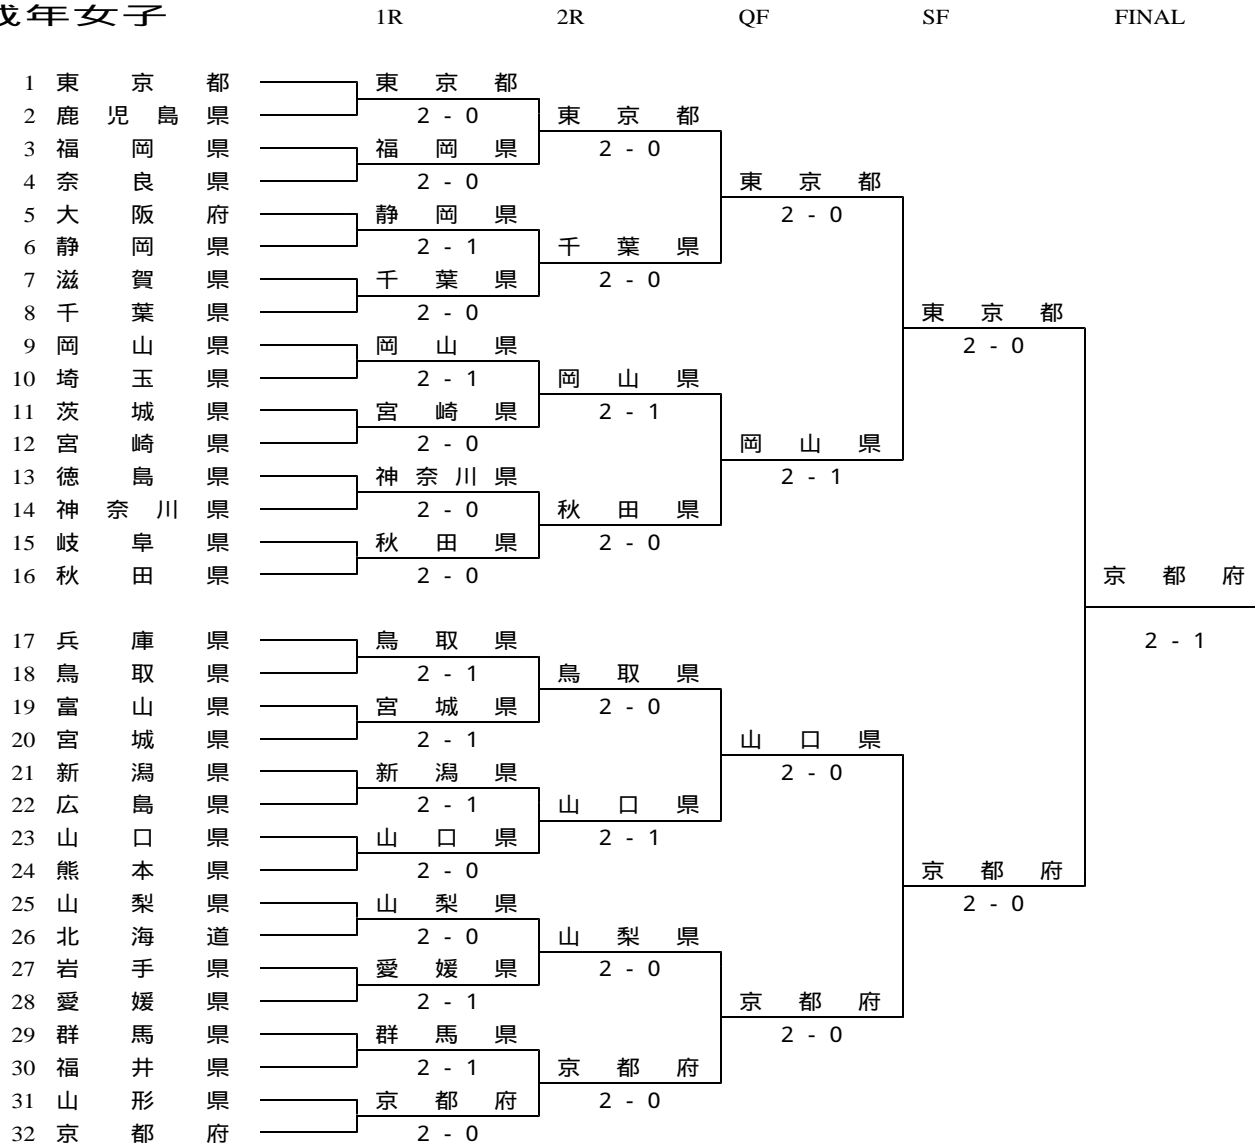 成年女子 1R 2R QF SF FINAL
1 東京都 東京都
2 鹿児島県 2 - 0 東京都
3 福岡県 福岡県 2 - 0
4 奈良県 2 - 0 東京都
5 大阪府 静岡県 2 - 0
6 静岡県 2 - 1 千葉県
7 滋賀県 千葉県 2 - 0
8 千葉県 2 - 0 東京都
9 岡山県 岡山県 2 - 0
10 埼玉県 2 - 1 岡山県
11 茨城県 宮崎県 2 - 1
12 宮崎県 2 - 0 岡山県
13 徳島県 神奈川県 2 - 1
14 神奈川県 2 - 0 秋田県
15 岐阜県 秋田県 2 - 0
16 秋田県 2 - 0 京都府
17 兵庫県 鳥取県 2 - 1
18 鳥取県 2 - 1 鳥取県
19 富山県 宮城県 2 - 0
20 宮城県 2 - 1 山口県
21 新潟県 新潟県 2 - 0
22 広島県 2 - 1 山口県
23 山口県 山口県 2 - 1
24 熊本県 2 - 0 京都府
25 山梨県 山梨県 2 - 0
26 北海道 2 - 0 山梨県
27 岩手県 愛媛県 2 - 0
28 愛媛県 2 - 1 京都府
29 群馬県 群馬県 2 - 0
30 福井県 2 - 1 京都府
31 山形県 京都府 2 - 0
32 京都府 2 - 0